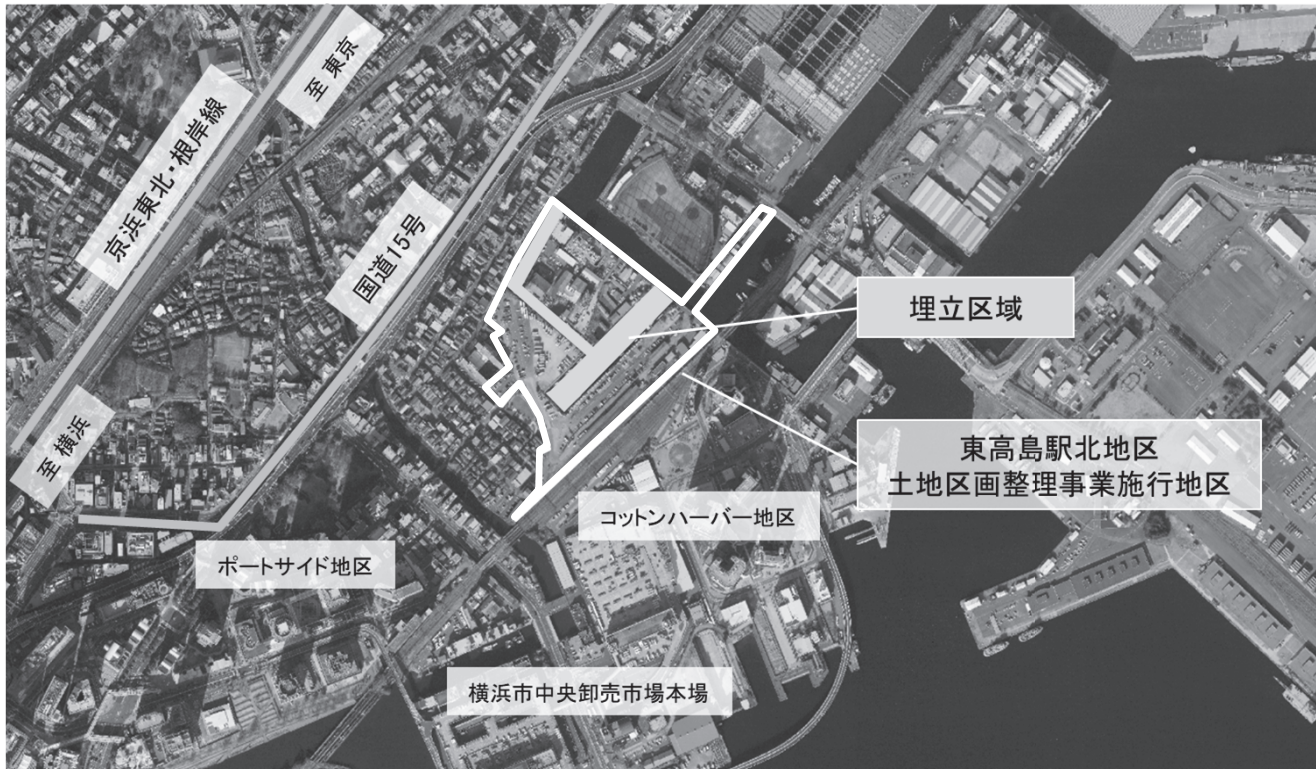 至 東京
京浜東北・根岸線
国道15号
埋立区域
至 横浜
東高島駅北地区
土地区画整理事業施行地区
コットンハーバー地区
ポートサイド地区
横浜市中央卸売市場本場